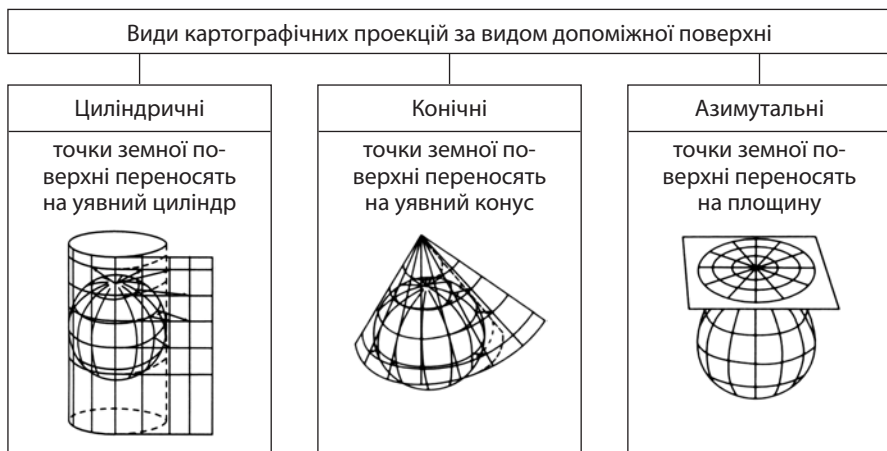 Види картографічних проекцій за видом допоміжної поверхні
Циліндричні
точки земної по-
верхні переносять
на уявний циліндр
Конічні
точки земної по-
верхні переносять
на уявний конус
Азимутальні
точки земної по-
верхні переносять
на площину